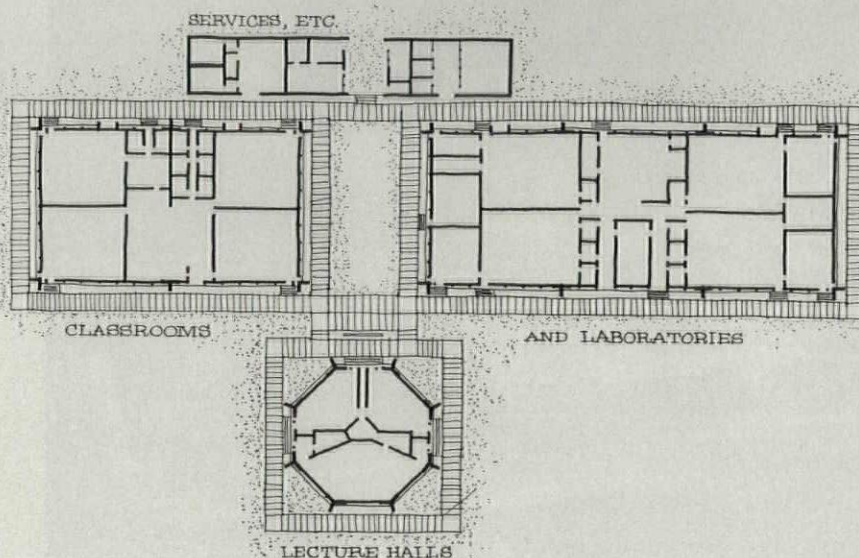 SERVICES, ETC.
CLASSROOMS
AND LABORATORIES
LECTURE HALLS